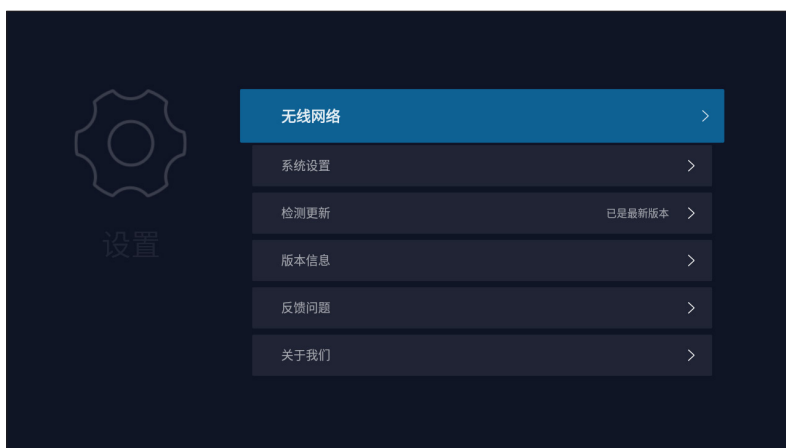 设置
无线网络
系统设置
检测更新 已是最新版本
版本信息
反馈问题
关于我们